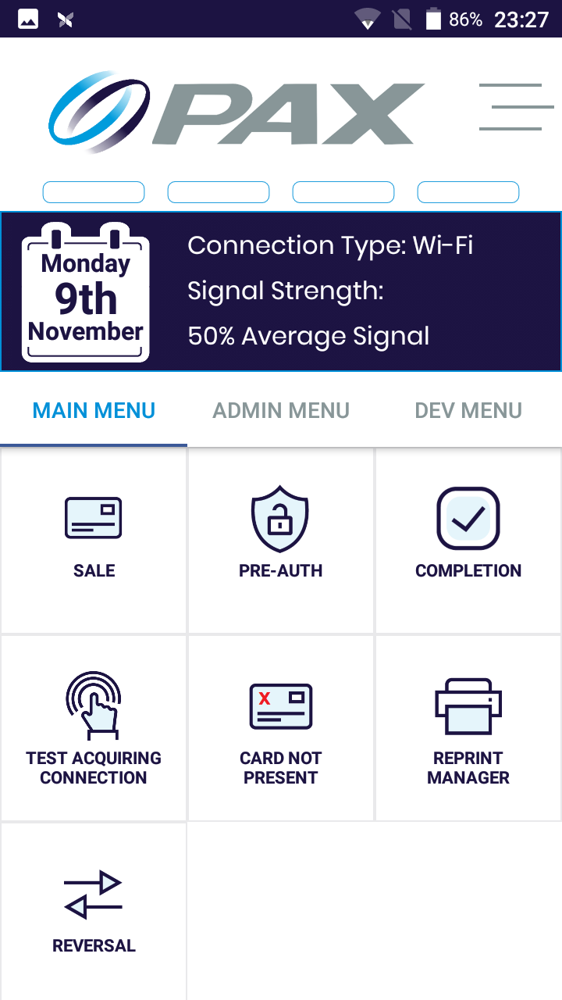 86% 23:27
PAX
Monday
9th
November
Connection Type: Wi-Fi
Signal Strength:
50% Average Signal
MAIN MENU
ADMIN MENU
DEV MENU
SALE
PRE-AUTH
COMPLETION
TEST ACQUIRING
CONNECTION
X
CARD NOT
PRESENT
REPRINT
MANAGER
REVERSAL